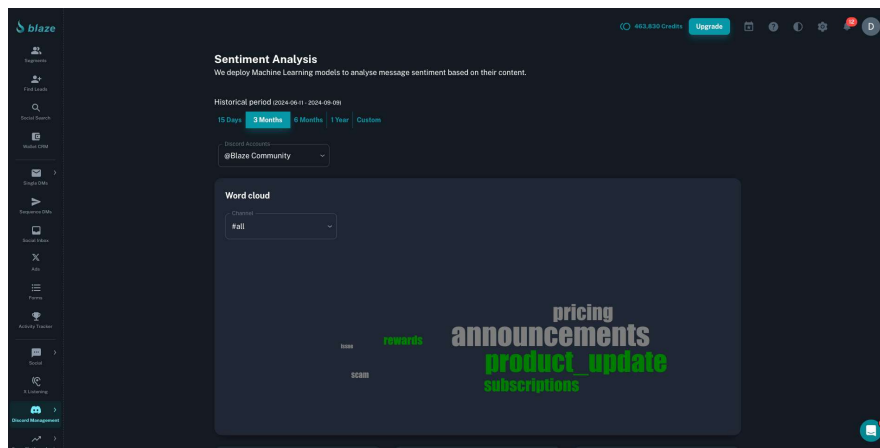 blaze
463,830 Credits
Upgrade
12
D
Segments
Find Leads
Social Search
Wallet CRM
Single DMs
Sequence DMs
Social Inbox
Ads
Forms
Activity Tracker
Social
X Listening
Discord Management
Sentiment Analysis
We deploy Machine Learning models to analyse message sentiment based on their content.
Historical period (2024-06-11 - 2024-09-09)
15 Days 3 Months 6 Months 1 Year Custom
Discord Accounts
@Blaze Community
Word cloud
Channel
#all
pricing
announcements
rewards
product_update
scam
subscriptions